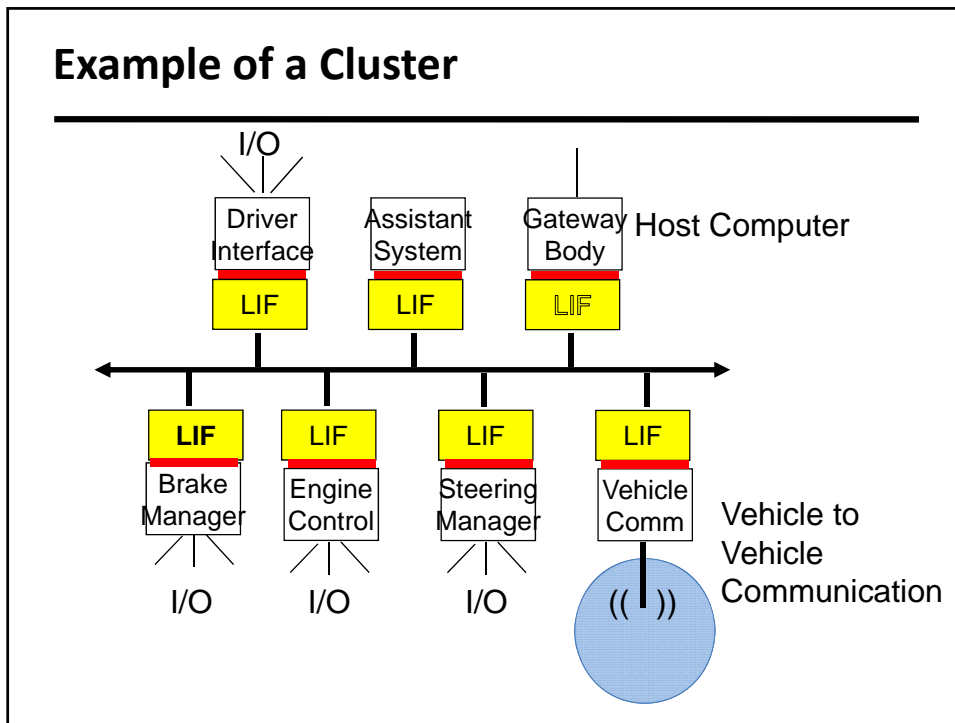 Example of a Cluster
I/O
Driver
Interface
LIF
Assistant
System
LIF
Gateway
Body
LIF
Host Computer
LIF
Brake
Manager
I/O
LIF
Engine
Control
I/O
LIF
Steering
Manager
I/O
LIF
Vehicle
Comm
(( ))
Vehicle to
Vehicle
Communication